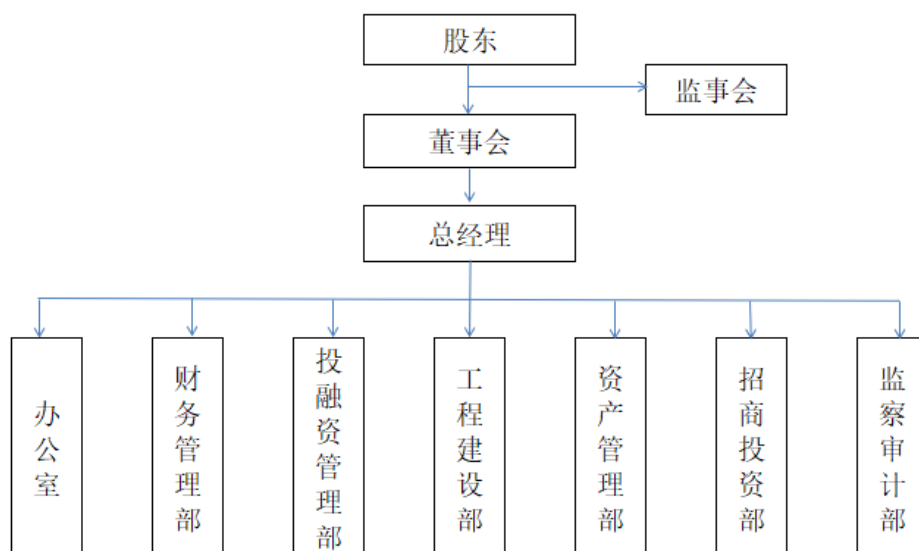 股东
监事会
董事会
总经理
办公室
财务管理部
投融资管理部
工程建设部
资产管理部
招商投资部
监察审计部